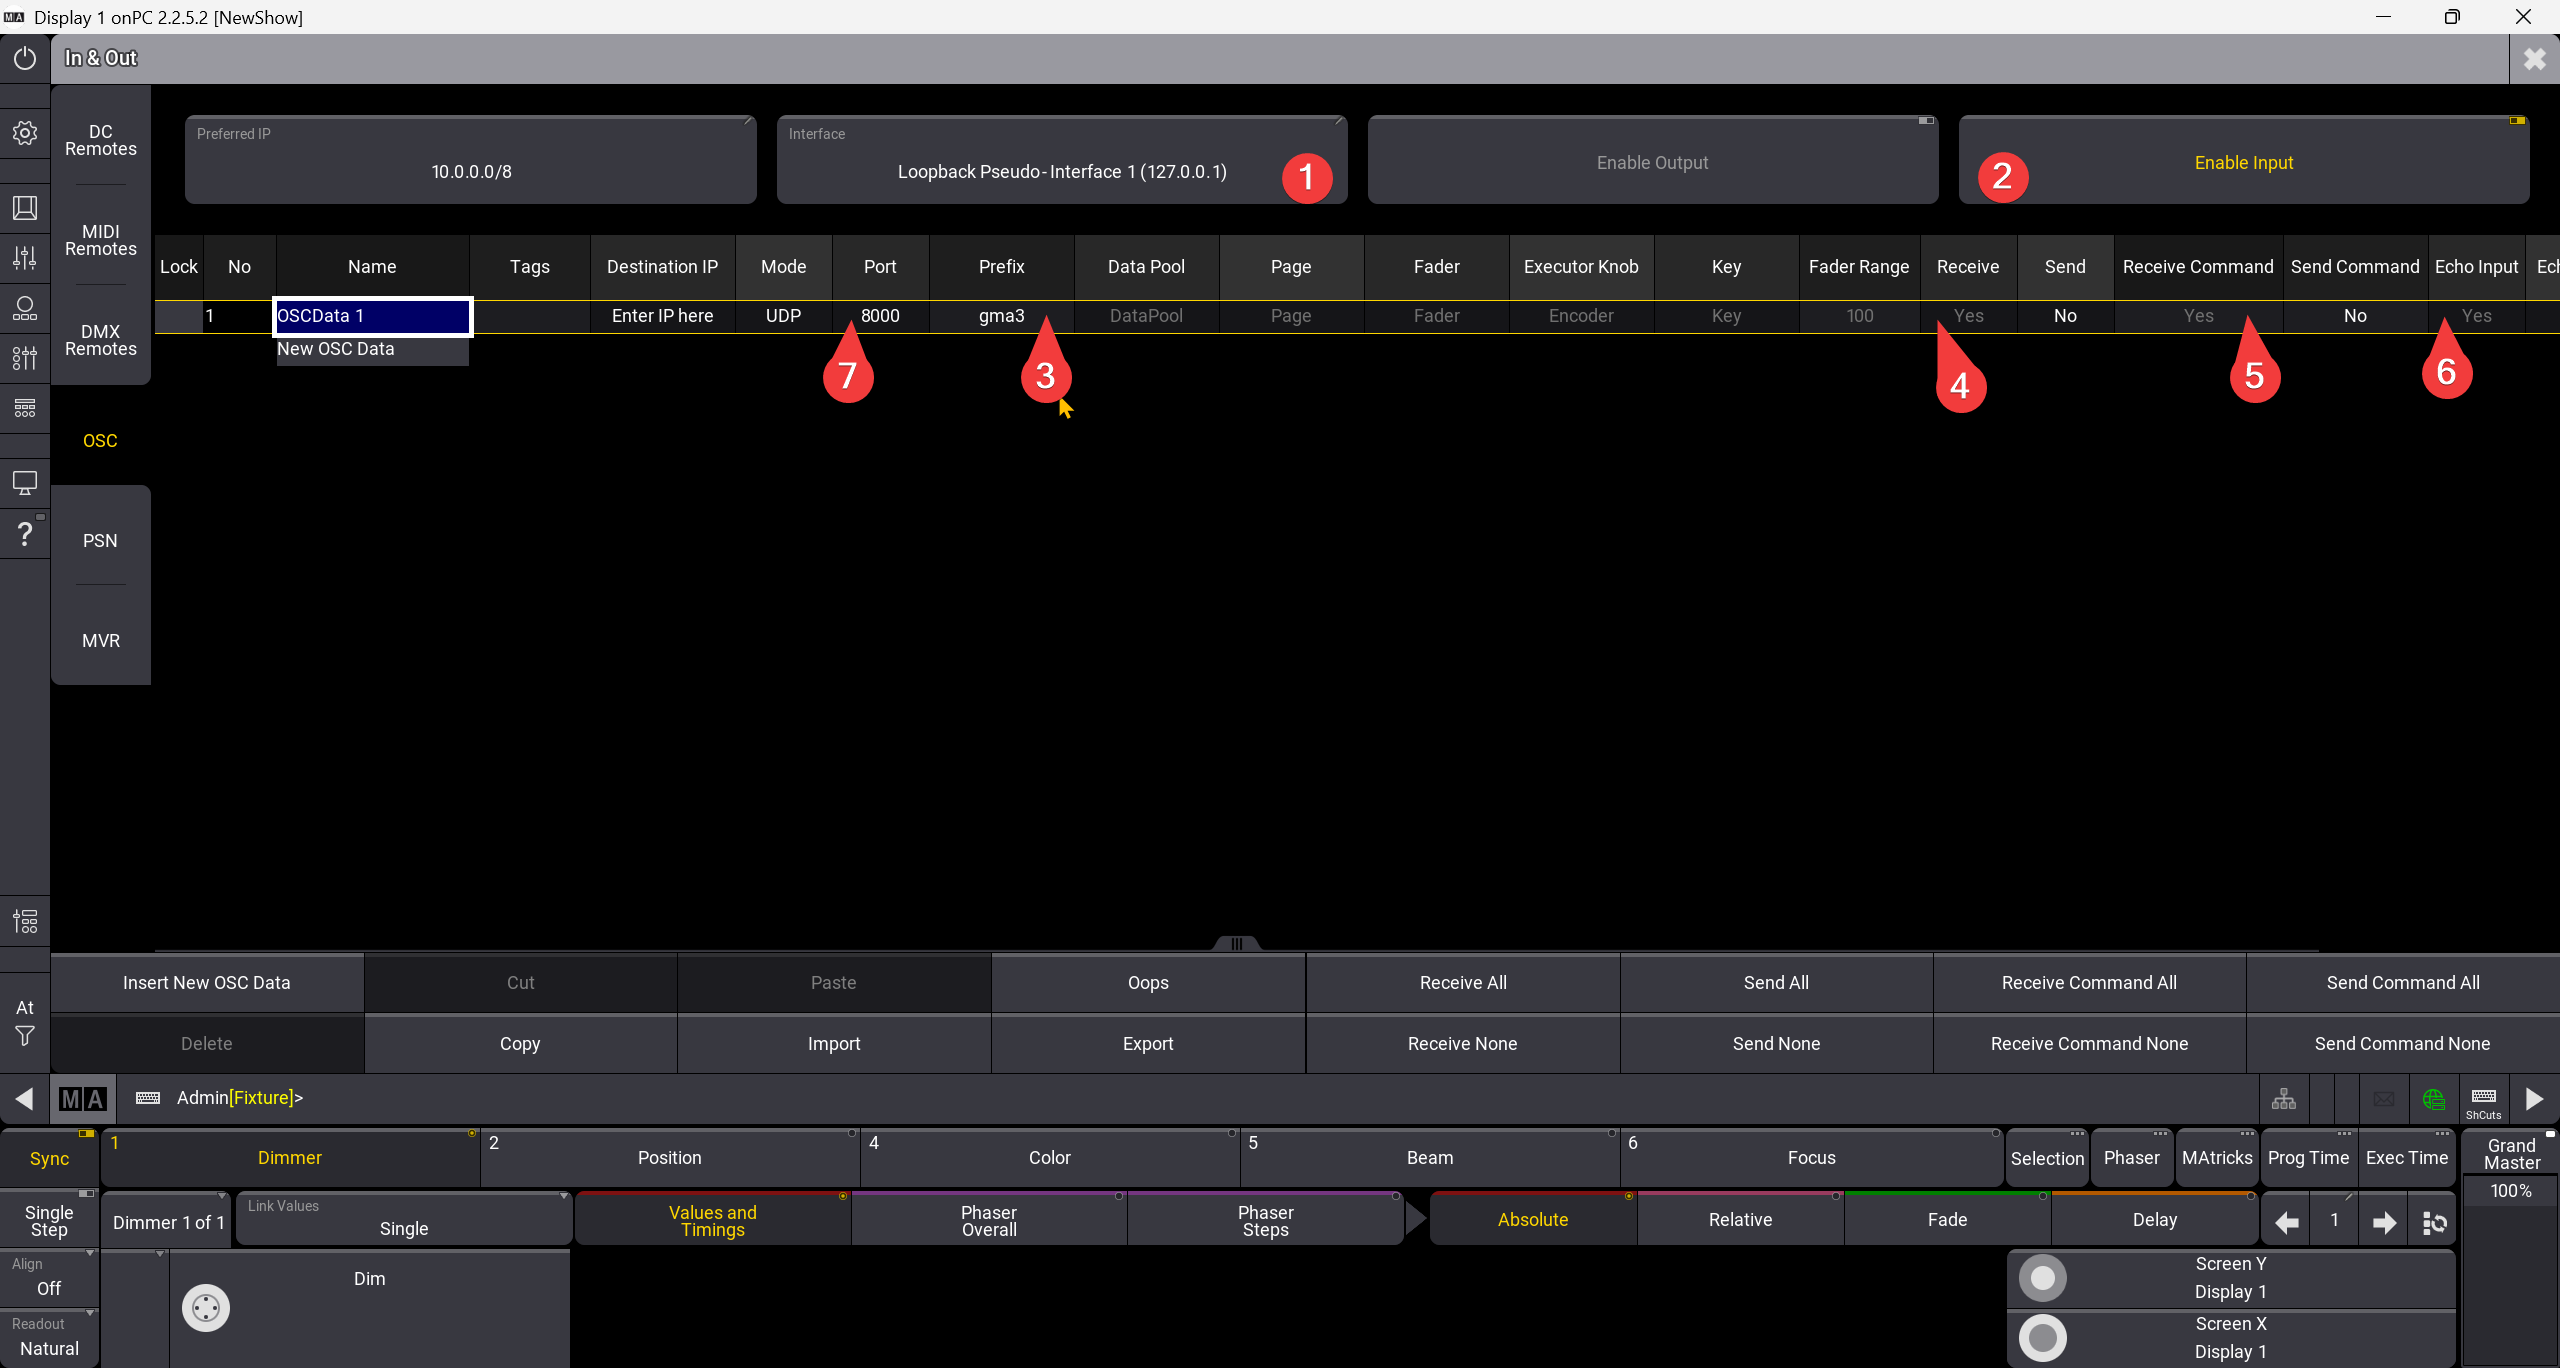 Display 1 onPC 2.2.5.2 [NewShow]
In & Out
DC
Remotes
MIDI
Remotes
DMX
Remotes
OSC
PSN
MVR
Preferred IP
10.0.0.0/8
Interface
Loopback Pseudo-Interface 1 (127.0.0.1)
1
Enable Output
2
Enable Input
Lock No Name Tags Destination IP Mode Port Prefix Data Pool Page Fader Executor Knob Key Fader Range Receive Send Receive Command Send Command Echo Input Ech
1 OSCData 1 Enter IP here UDP 8000 gma3 DataPool Page Fader Encoder Key 100 Yes No Yes No Yes
New OSC Data
7 3 4 5 6
Insert New OSC Data Cut Paste Oops Receive All Send All Receive Command All Send Command All
Delete Copy Import Export Receive None Send None Receive Command None Send Command None
At
MA Admin[Fixture]>
ShCuts
Sync
1 Dimmer
2 Position
4 Color
5 Beam
6 Focus
Selection Phaser MAtricks Prog Time Exec Time
Grand
Master
100%
Single
Step
Dimmer 1 of 1
Link Values
Single
Values and
Timings
Phaser
Overall
Phaser
Steps
Absolute Relative Fade Delay
1
Align
Off
Readout
Natural
Dim
Screen Y
Display 1
Screen X
Display 1
?